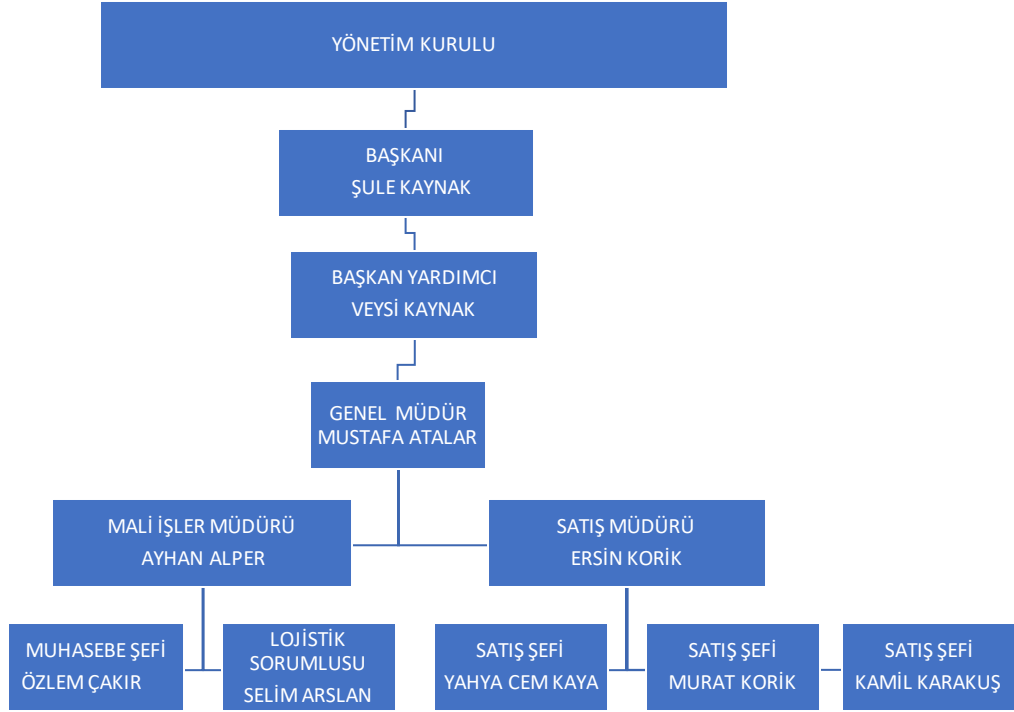 YÖNETİM KURULU
BAŞKANI
ŞULE KAYNAK
BAŞKAN YARDIMCI
VEYSİ KAYNAK
GENEL MÜDÜR
MUSTAFA ATALAR
MALİ İŞLER MÜDÜRÜ
AYHAN ALPER
SATIŞ MÜDÜRÜ
ERSİN KORİK
MUHASEBE ŞEFİ
ÖZLEM ÇAKIR
LOJİSTİK
SORUMLUSU
SELİM ARSLAN
SATIŞ ŞEFİ
YAHYA CEM KAYA
SATIŞ ŞEFİ
MURAT KORİK
SATIŞ ŞEFİ
KAMİL KARAKUŞ